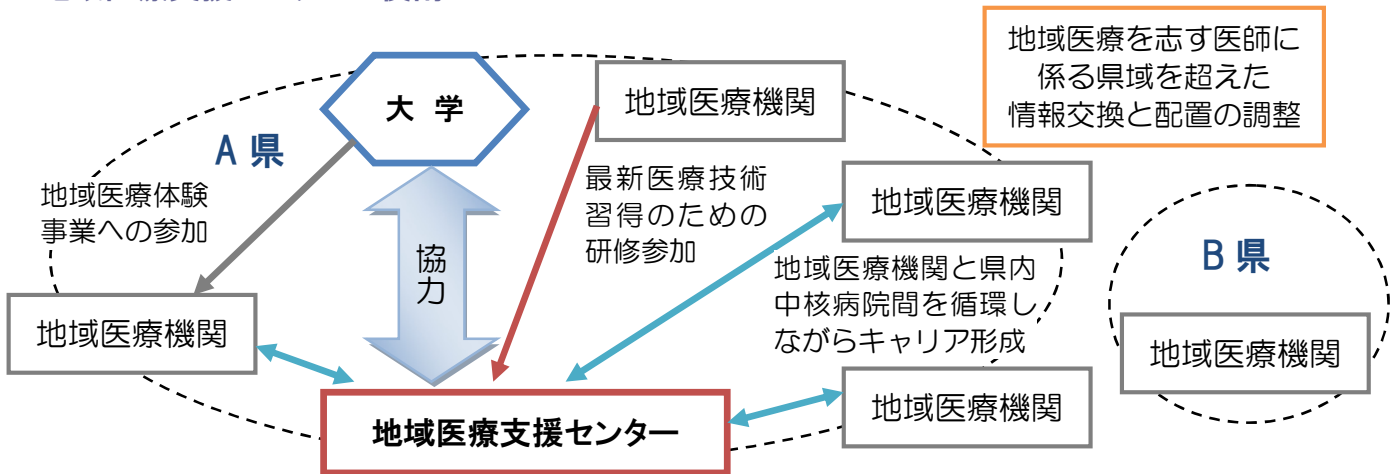 地域医療を志す医師に
係る県域を超えた
情報交換と配置の調整
大 学
地域医療機関
A 県
地域医療体験
事業への参加
最新医療技術
習得のための
研修参加
地域医療機関
B 県
協
力
地域医療機関と県内
中核病院間を循環し
ながらキャリア形成
地域医療機関
地域医療機関
地域医療機関
地域医療支援センター